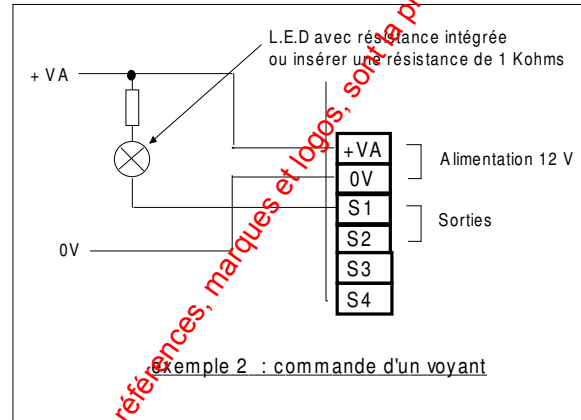 L.E.D avec résistance intégrée
ou insérer une résistance de 1 Kohms
+ VA
+VA
0V
Alimentation 12 V
S1
S2
Sorties
0V
S3
S4
exemple 2 : commande d'un voyant
références, marques et logos, sont la p